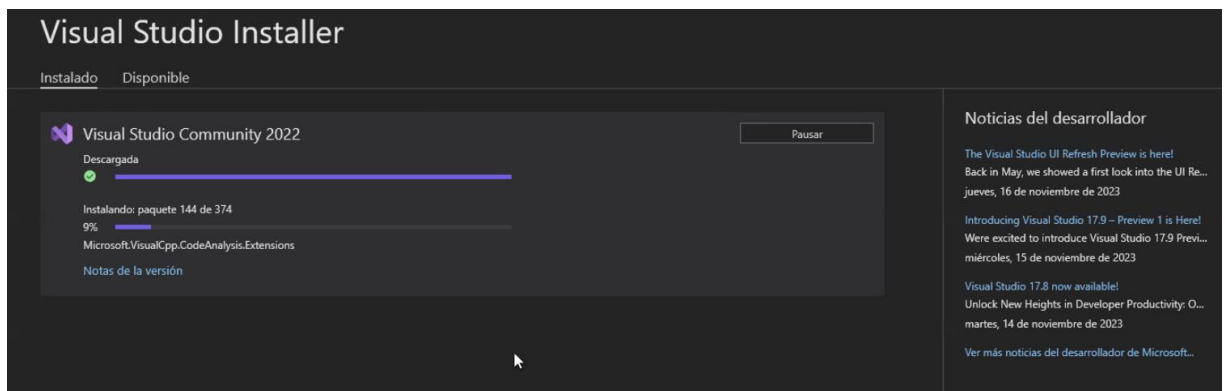 Visual Studio Installer
Instalado Disponible
Visual Studio Community 2022
Pausar
Descargada
Instalando: paquete 144 de 374
9%
Microsoft.VisualCpp.CodeAnalysis.Extensions
Notas de la versión
Noticias del desarrollador
The Visual Studio UI Refresh Preview is here!
Back in May, we showed a first look into the UI Re...
jueves, 16 de noviembre de 2023
Introducing Visual Studio 17.9 – Preview 1 is Here!
Were excited to introduce Visual Studio 17.9 Previ...
miércoles, 15 de noviembre de 2023
Visual Studio 17.8 now available!
Unlock New Heights in Developer Productivity: O...
martes, 14 de noviembre de 2023
Ver más noticias del desarrollador de Microsoft...